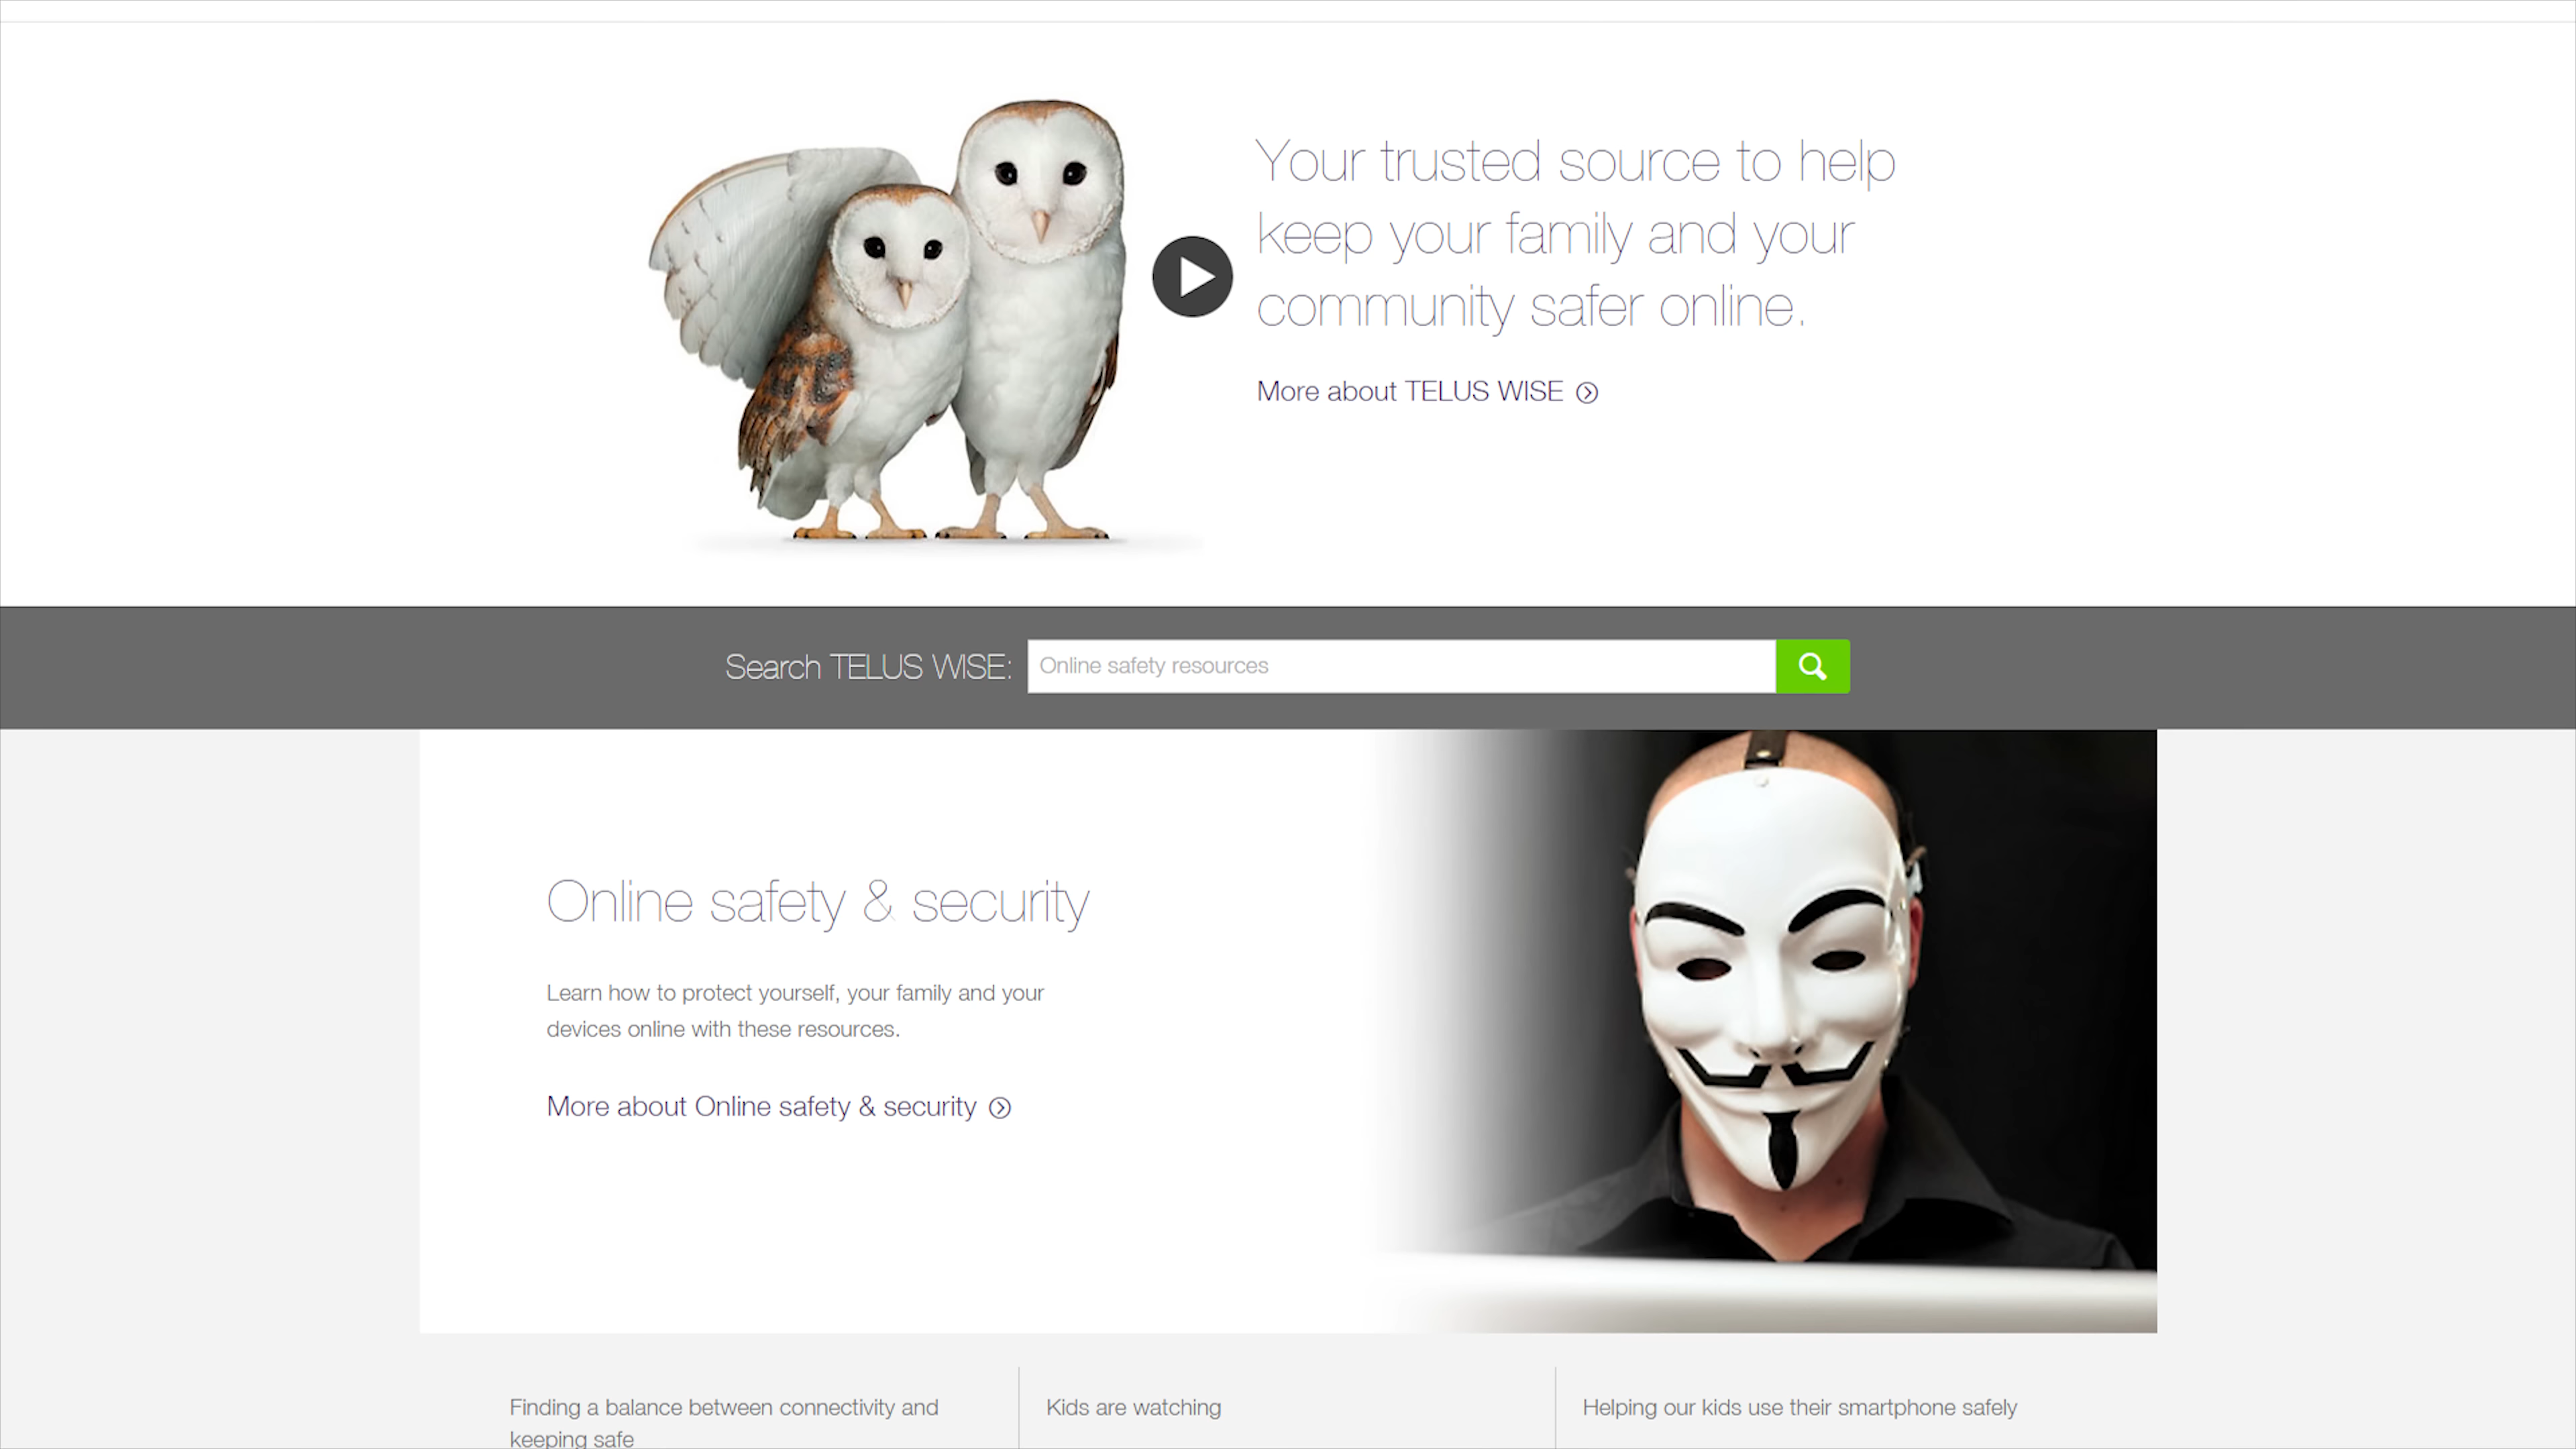 Your trusted source to help
keep your family and your
community safer online.
More about TELUS WISE
Search TELUS WISE:
Online safety resources
Online safety & security
Learn how to protect yourself, your family and your
devices online with these resources.
More about Online safety & security
Finding a balance between connectivity and
keeping safe
Kids are watching
Helping our kids use their smartphone safely